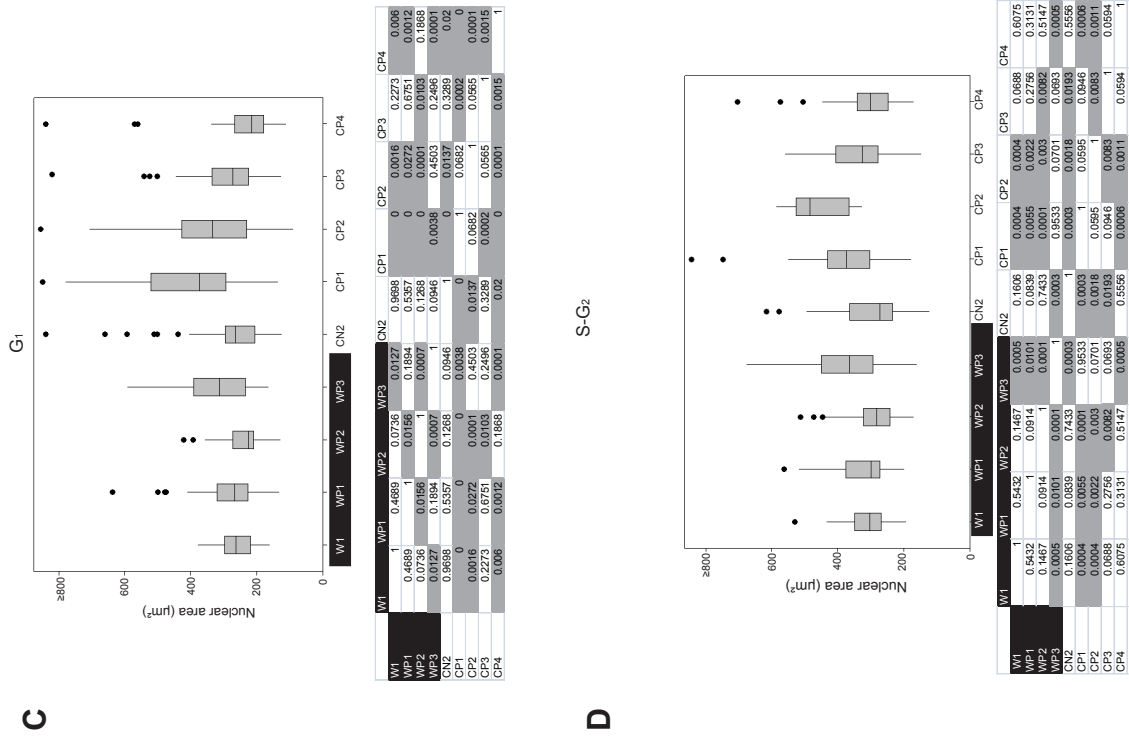 C
G1
Nuclear area (µm²)
≥800
600
400
200
0
W1 WP1 WP2 WP3 CN2 CP1 CP2 CP3 CP4
W1 WP1 WP2 WP3 CN2 CP1 CP2 CP3 CP4
W1 1 0.4689 0.0736 0.0127 0.9698 0 0.0016 0.2273 0.006
WP1 0.4689 1 0.0156 0.1894 0.5357 0 0.0272 0.6751 0.0012
WP2 0.0736 0.0156 1 0.0007 0.1268 0 0.0001 0.0103 0.1868
WP3 0.0127 0.1894 0.0007 1 0.0946 0.0038 0.4503 0.2496 0.0001
CN2 0.9698 0.5357 0.1268 0.0946 1 0 0.0137 0.3289 0.02
CP1 0 0 0 0.0038 0 1 0.0682 0.0002 0
CP2 0.0016 0.0272 0.0001 0.4503 0.0137 0.0682 1 0.0565 0.0001
CP3 0.2273 0.6751 0.0103 0.2496 0.3289 0.0002 0.0565 1 0.0015
CP4 0.006 0.0012 0.1868 0.0001 0.02 0 0.0001 0.0015 1
D
S-G2
Nuclear area (µm²)
≥800
600
400
200
0
W1 WP1 WP2 WP3 CN2 CP1 CP2 CP3 CP4
W1 WP1 WP2 WP3 CN2 CP1 CP2 CP3 CP4
W1 1 0.5432 0.1467 0.0005 0.1606 0.0004 0.0004 0.0688 0.6075
WP1 0.5432 1 0.0914 0.0101 0.0839 0.0055 0.0022 0.2756 0.3131
WP2 0.1467 0.0914 1 0.0001 0.7433 0.0001 0.003 0.0082 0.5147
WP3 0.0005 0.0101 0.0001 1 0.0003 0.9533 0.0701 0.0693 0.0005
CN2 0.1606 0.0839 0.7433 0.0003 1 0.0003 0.0018 0.0193 0.5556
CP1 0.0004 0.0055 0.0001 0.9533 0.0003 1 0.0595 0.0946 0.0006
CP2 0.0004 0.0022 0.003 0.0701 0.0018 0.0595 1 0.0083 0.0011
CP3 0.0688 0.2756 0.0082 0.0693 0.0193 0.0946 0.0083 1 0.0594
CP4 0.6075 0.3131 0.5147 0.0005 0.5556 0.0006 0.0011 0.0594 1